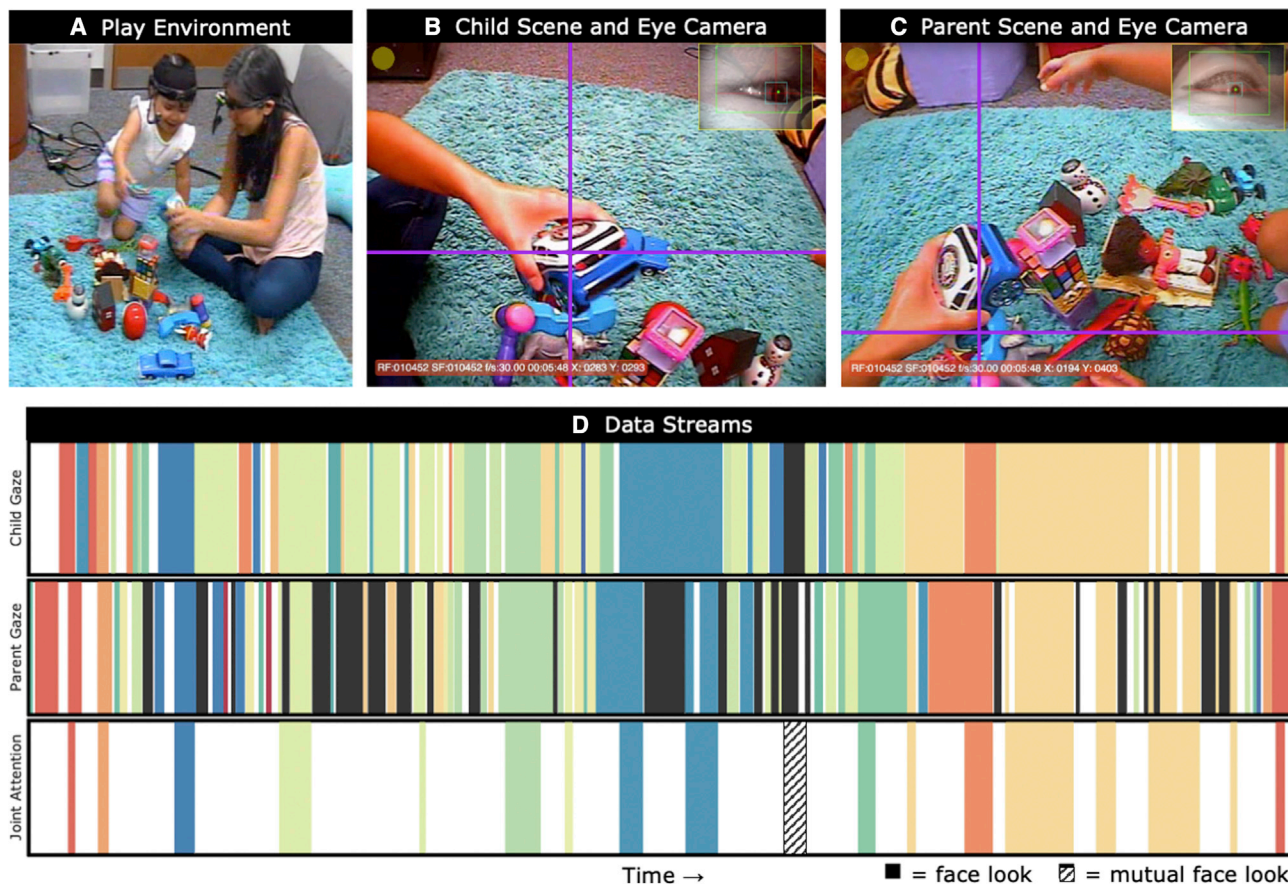 A Play Environment
B Child Scene and Eye Camera
C Parent Scene and Eye Camera
RF:010452 SF:010452 f/s:30.00 00:05:48 X: 0283 Y: 0293
RF:010452 SF:010452 f/s:30.00 00:05:48 X: 0194 Y: 0403
D Data Streams
Child Gaze
Parent Gaze
Joint Attention
Time →
= face look
= mutual face look